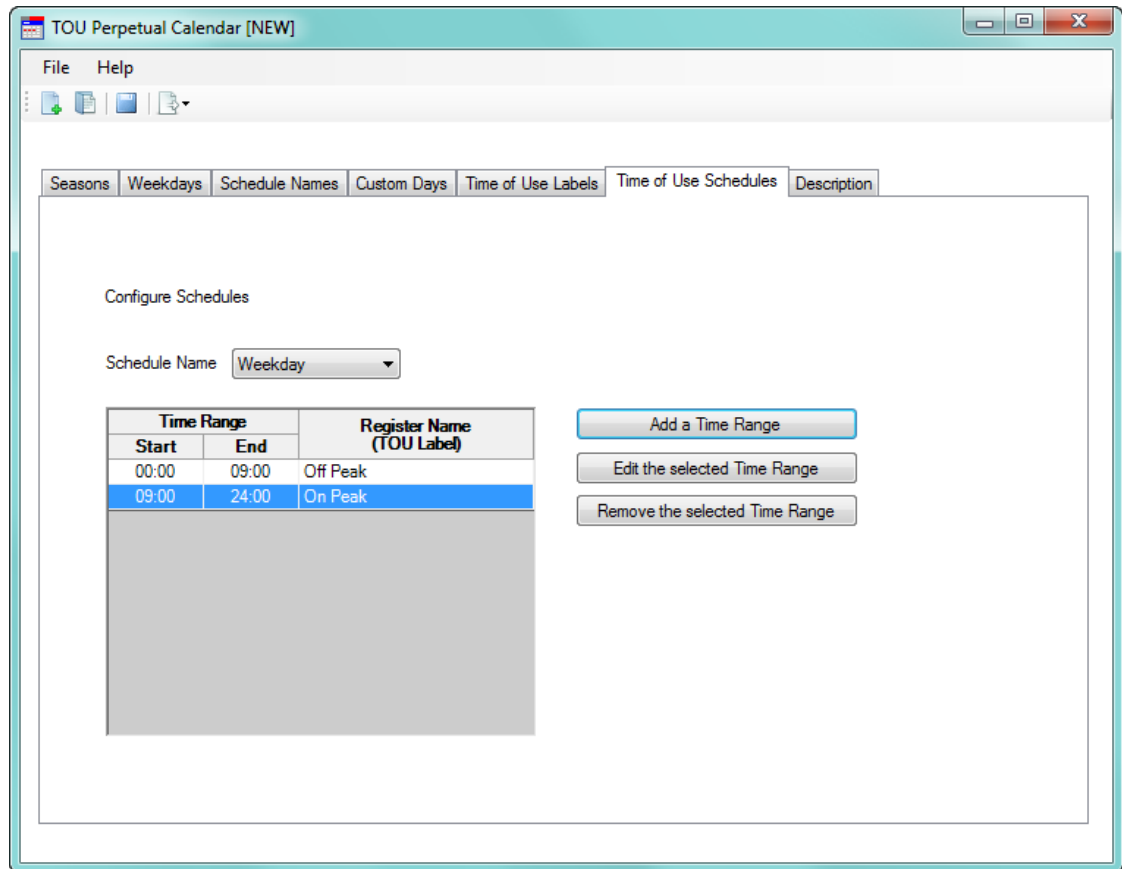 TOU Perpetual Calendar [NEW]
File Help
Seasons Weekdays Schedule Names Custom Days Time of Use Labels Time of Use Schedules Description
Configure Schedules
Schedule Name Weekday
Time Range Register Name (TOU Label)
Start End
00:00 09:00 Off Peak
09:00 24:00 On Peak
Add a Time Range
Edit the selected Time Range
Remove the selected Time Range